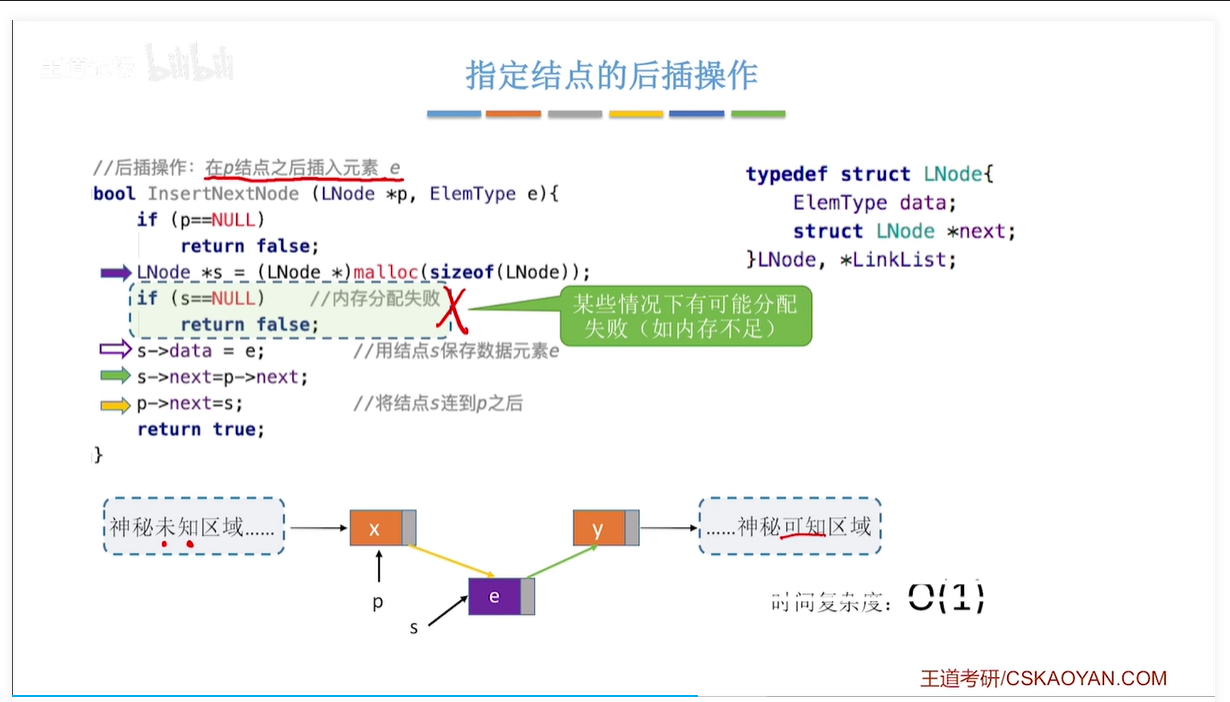 bilibili
指定结点的后插操作
//后插操作：在p结点之后插入元素 e
bool InsertNextNode (LNode *p, ElemType e){
if (p==NULL)
return false;
LNode *s = (LNode *)malloc(sizeof(LNode));
if (s==NULL) //内存分配失败
return false;
s->data = e; //用结点s保存数据元素e
s->next=p->next;
p->next=s; //将结点s连到p之后
return true;
}
typedef struct LNode{
ElemType data;
struct LNode *next;
}LNode, *LinkList;
某些情况下有可能分配
失败（如内存不足）
神秘未知区域......
x
y
......神秘可知区域
p
e
s
时间复杂度：O(1)
王道考研/CSKAOYAN.COM